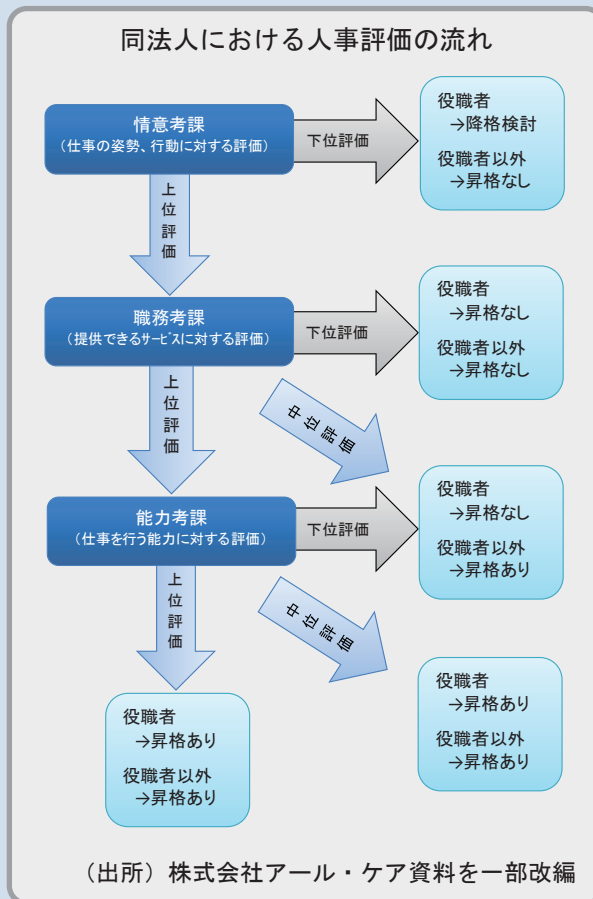 同法人における人事評価の流れ
情意考課
(仕事の姿勢、行動に対する評価)
下位評価
役職者
→降格検討
役職者以外
→昇格なし
上位評価
職務考課
(提供できるサービスに対する評価)
下位評価
役職者
→昇格なし
役職者以外
→昇格なし
上位評価
中位評価
能力考課
(仕事を行う能力に対する評価)
下位評価
役職者
→昇格なし
役職者以外
→昇格あり
上位評価
中位評価
役職者
→昇格あり
役職者以外
→昇格あり
役職者
→昇格あり
役職者以外
→昇格あり
(出所)株式会社アール・ケア資料を一部改編